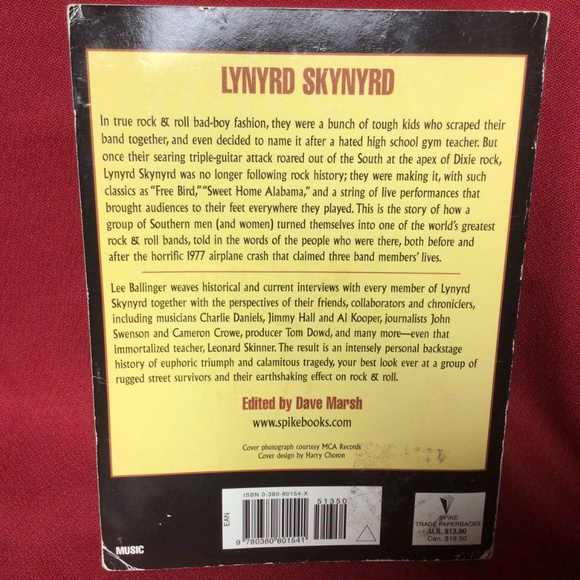 LYNYRD SKYNYRD
In true rock & roll bad-boy fashion, they were a bunch of tough kids who scraped their
band together, and even decided to name it after a hated high school gym teacher. But
once their searing triple-guitar attack roared out of the South at the apex of Dixie rock,
Lynyrd Skynyrd was no longer following rock history; they were making it, with such
classics as "Free Bird," "Sweet Home Alabama," and a string of live performances that
brought audiences to their feet everywhere they played. This is the story of how a
group of Southern men (and women) turned themselves into one of the world's greatest
rock & roll bands, told in the words of the people who were there, both before and
after the horrific 1977 airplane crash that claimed three band members' lives.
Lee Ballinger weaves historical and current interviews with every member of Lynyrd
Skynyrd together with the perspectives of their friends, collaborators and chroniclers,
including musicians Charlie Daniels, Jimmy Hall and Al Kooper, journalists John
Swenson and Cameron Crowe, producer Tom Dowd, and many more—even that
immortalized teacher, Leonard Skinner. The result is an intensely personal backstage
history of euphoric triumph and calamitous tragedy, your best look ever at a group of
rugged street survivors and their earthshaking effect on rock & roll.
Edited by Dave Marsh
www.spikebooks.com
Cover photograph courtesy MCA Records
Cover design by Harry Choron
ISBN 0-380-80154-X
51350
EAN
9 780380 801541
SPIKE
TRADE PAPERBACKS
U.S. $13.50
Can. $19.50
MUSIC